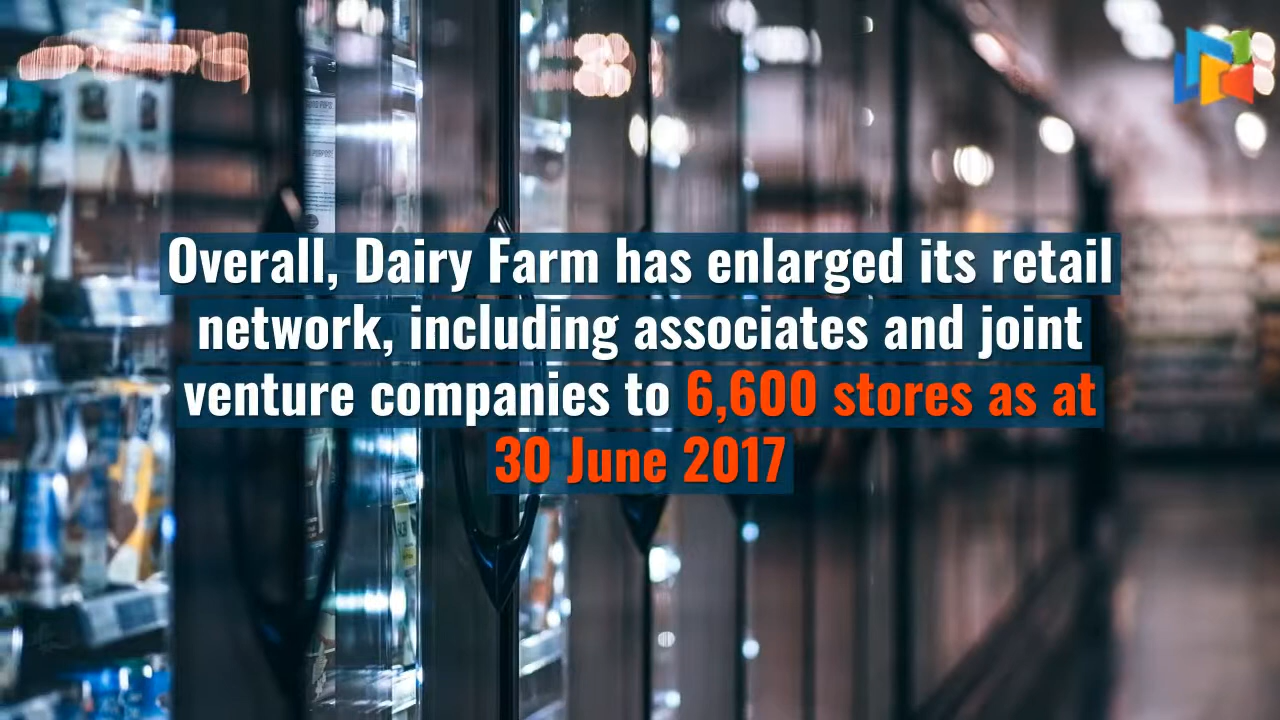 Overall, Dairy Farm has enlarged its retail
network, including associates and joint
venture companies to 6,600 stores as at
30 June 2017